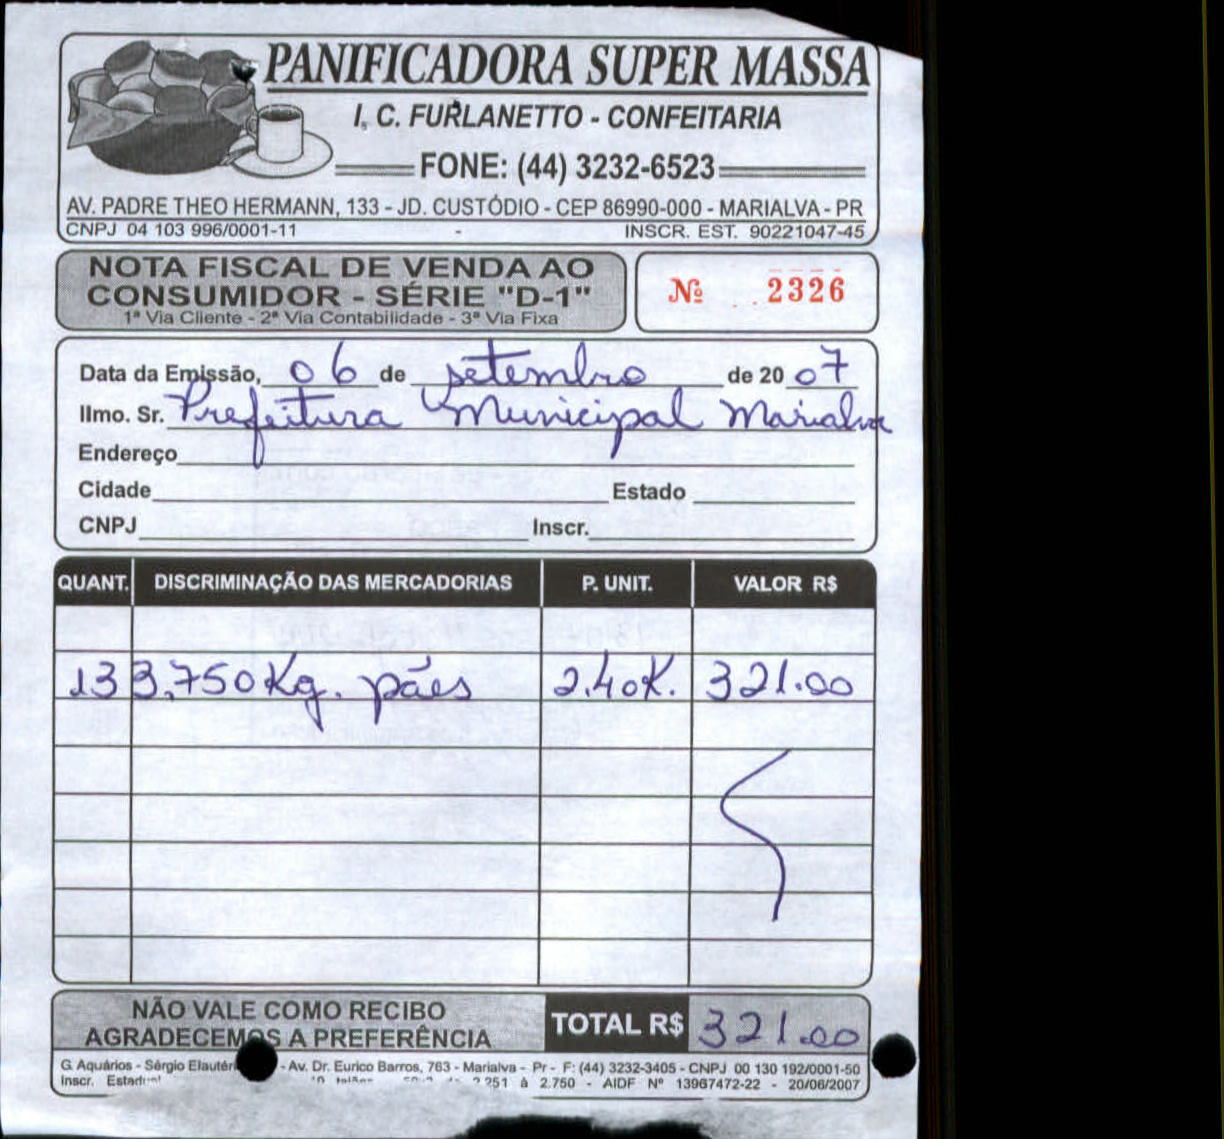 PANIFICADORA SUPER MASSA
I. C. FURLANETTO - CONFEITARIA
FONE: (44) 3232-6523
AV. PADRE THEO HERMANN, 133 - JD. CUSTÓDIO - CEP 86990-000 - MARIALVA - PR
CNPJ 04 103 996/0001-11 - INSCR. EST. 90221047-45
NOTA FISCAL DE VENDA AO
CONSUMIDOR - SÉRIE "D-1"
1ª Via Cliente - 2ª Via Contabilidade - 3ª Via Fixa
Nº 2326
Data da Emissão, 06 de setembro de 2007
Ilmo. Sr. Prefeitura Municipal Marialva
Endereço
Cidade Estado
CNPJ Inscr.
QUANT. DISCRIMINAÇÃO DAS MERCADORIAS P. UNIT. VALOR R$
133,750Kg. pães 2,40K. 321.00
NÃO VALE COMO RECIBO
AGRADECEMOS A PREFERÊNCIA
TOTAL R$ 321.00
G. Aquários - Sérgio - Av. Dr. Eurico Barros, 763 - Marialva - Pr - F: (44) 3232-3405 - CNPJ 00 130 192/0001-50
Inscr. 2.251 à 2.750 - AIDF Nº 13967472-22 - 20/06/2007